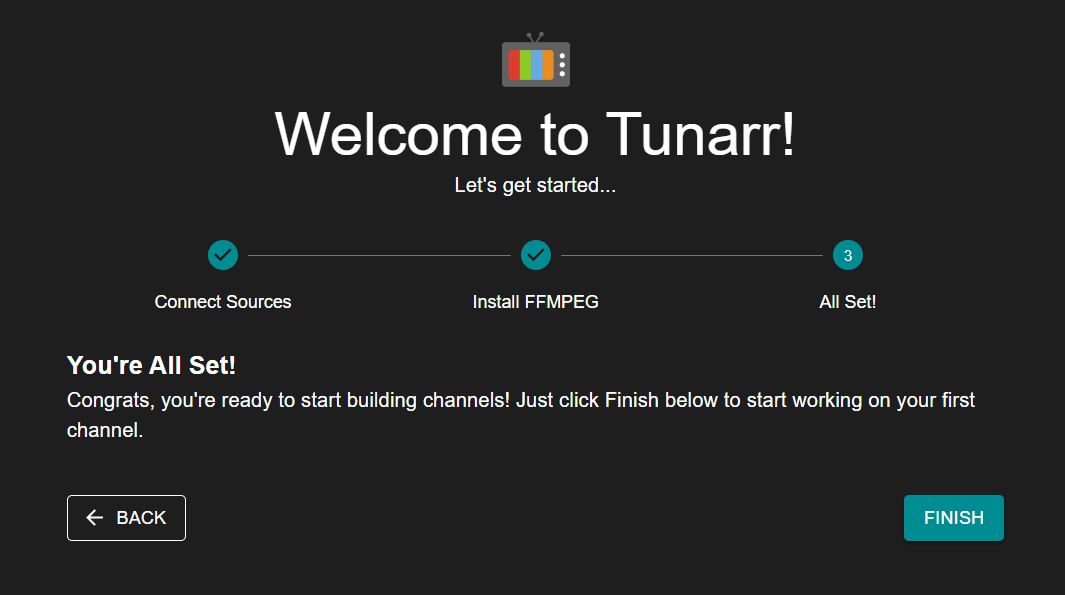 Welcome to Tunarr!
Let's get started...
3
Connect Sources
Install FFMPEG
All Set!
You're All Set!
Congrats, you're ready to start building channels! Just click Finish below to start working on your first
channel.
BACK
FINISH